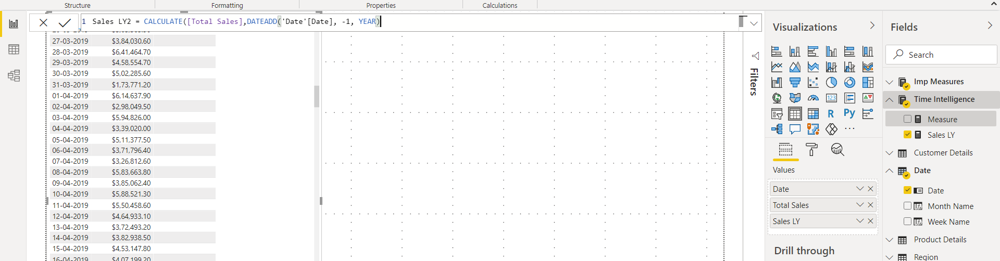 Structure Formatting Properties Calculations
1 Sales LY2 = CALCULATE([Total Sales],DATEADD('Date'[Date], -1, YEAR)
27-03-2019 $3,84,030.60
28-03-2019 $6,41,464.70
29-03-2019 $4,58,554.70
30-03-2019 $5,02,285.60
31-03-2019 $1,73,771.20
01-04-2019 $6,14,637.90
02-04-2019 $2,98,049.50
03-04-2019 $5,94,826.00
04-04-2019 $3,39,020.00
05-04-2019 $5,11,377.50
06-04-2019 $3,71,796.40
07-04-2019 $3,26,812.60
08-04-2019 $5,83,663.80
09-04-2019 $3,85,062.40
10-04-2019 $5,88,521.30
11-04-2019 $5,50,458.60
12-04-2019 $4,64,933.10
13-04-2019 $3,72,493.20
14-04-2019 $3,82,938.50
15-04-2019 $4,53,147.80
16-04-2019 $4,07,199.20
Filters
Visualizations
123
R
Py
Values
Date
Total Sales
Sales LY
Drill through
Fields
Search
Imp Measures
Time Intelligence
Measure
Sales LY
Customer Details
Date
Date
Month Name
Week Name
Product Details
Region